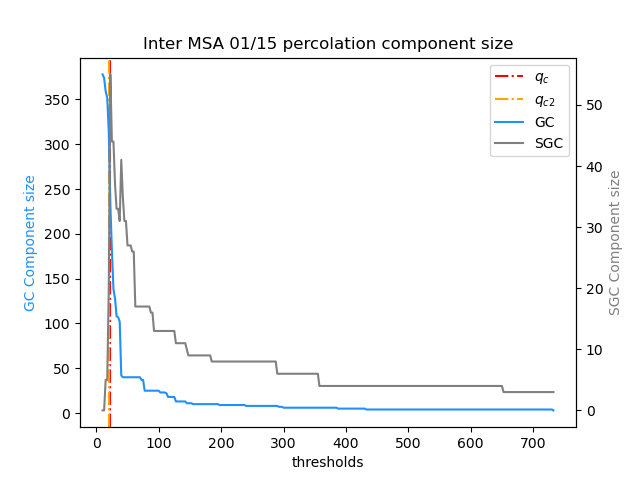 Inter MSA 01/15 percolation component size
q_c
q_{c2}
GC
SGC
GC Component size
350
300
250
200
150
100
50
0
50
40
30
20
10
0
SGC Component size
0 100 200 300 400 500 600 700
thresholds